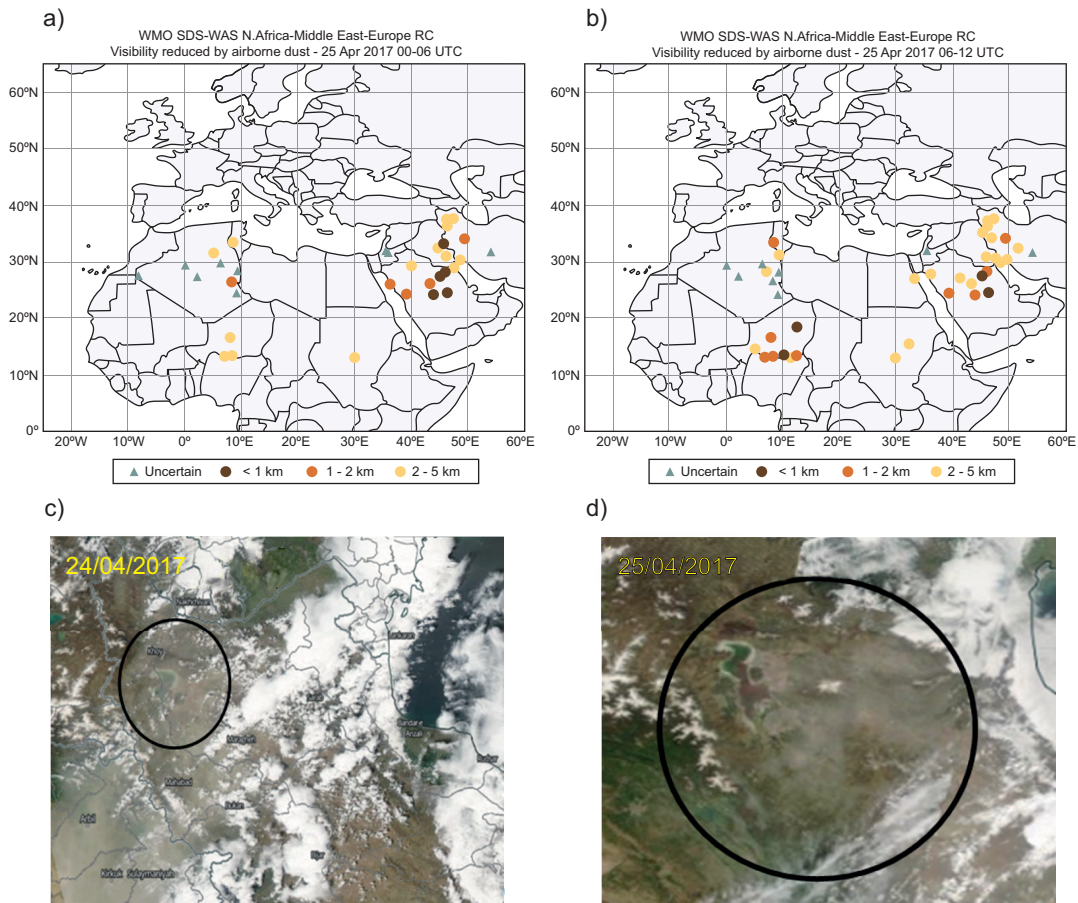 a)
WMO SDS-WAS N.Africa-Middle East-Europe RC
Visibility reduced by airborne dust - 25 Apr 2017 00-06 UTC
60ºN
50ºN
40ºN
30ºN
20ºN
10ºN
0º
20ºW 10ºW 0º 10ºE 20ºE 30ºE 40ºE 50ºE 60ºE
Uncertain < 1 km 1 - 2 km 2 - 5 km
b)
WMO SDS-WAS N.Africa-Middle East-Europe RC
Visibility reduced by airborne dust - 25 Apr 2017 06-12 UTC
60ºN
50ºN
40ºN
30ºN
20ºN
10ºN
0º
20ºW 10ºW 0º 10ºE 20ºE 30ºE 40ºE 50ºE 60ºE
Uncertain < 1 km 1 - 2 km 2 - 5 km
c)
24/04/2017
Khoy
Maragheh
Mahabad
Bukan
Arbil
Kirkuk Sulaymaniyah
Bandare
Anzali
d)
25/04/2017